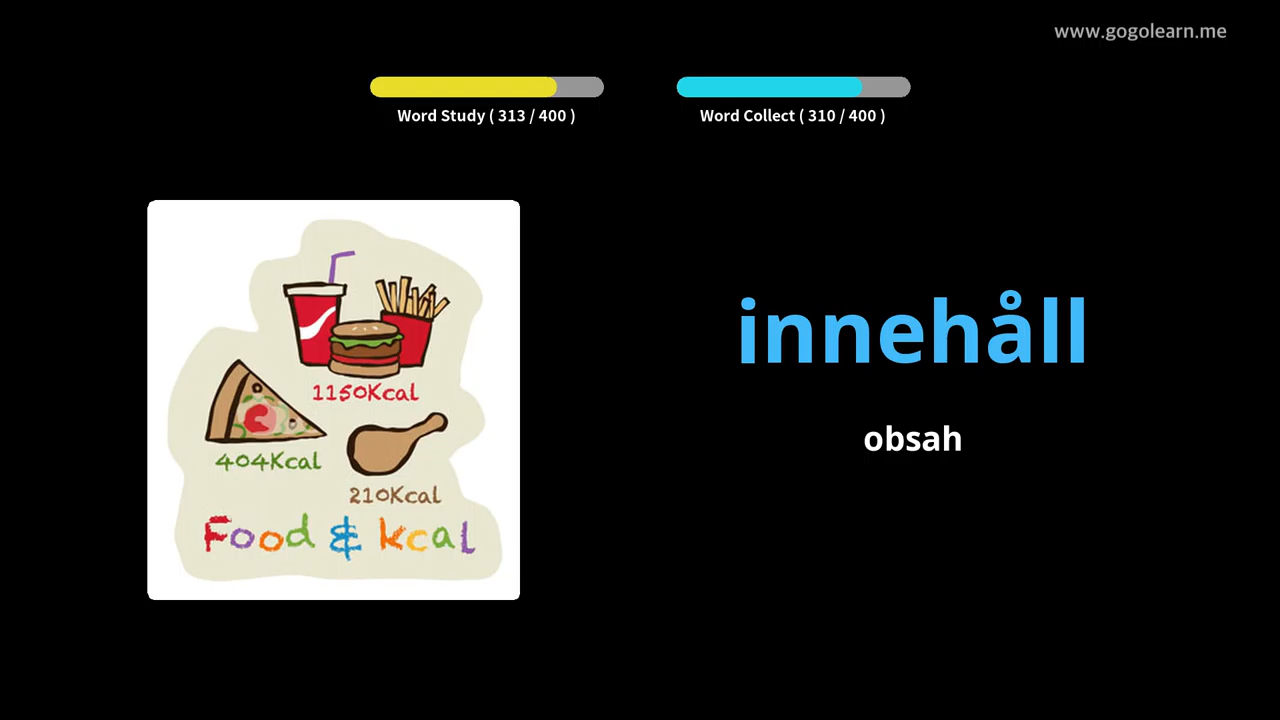 www.gogolearn.me
Word Study ( 313 / 400 )
Word Collect ( 310 / 400 )
1150Kcal
404Kcal
210Kcal
Food & kcal
innehåll
obsah